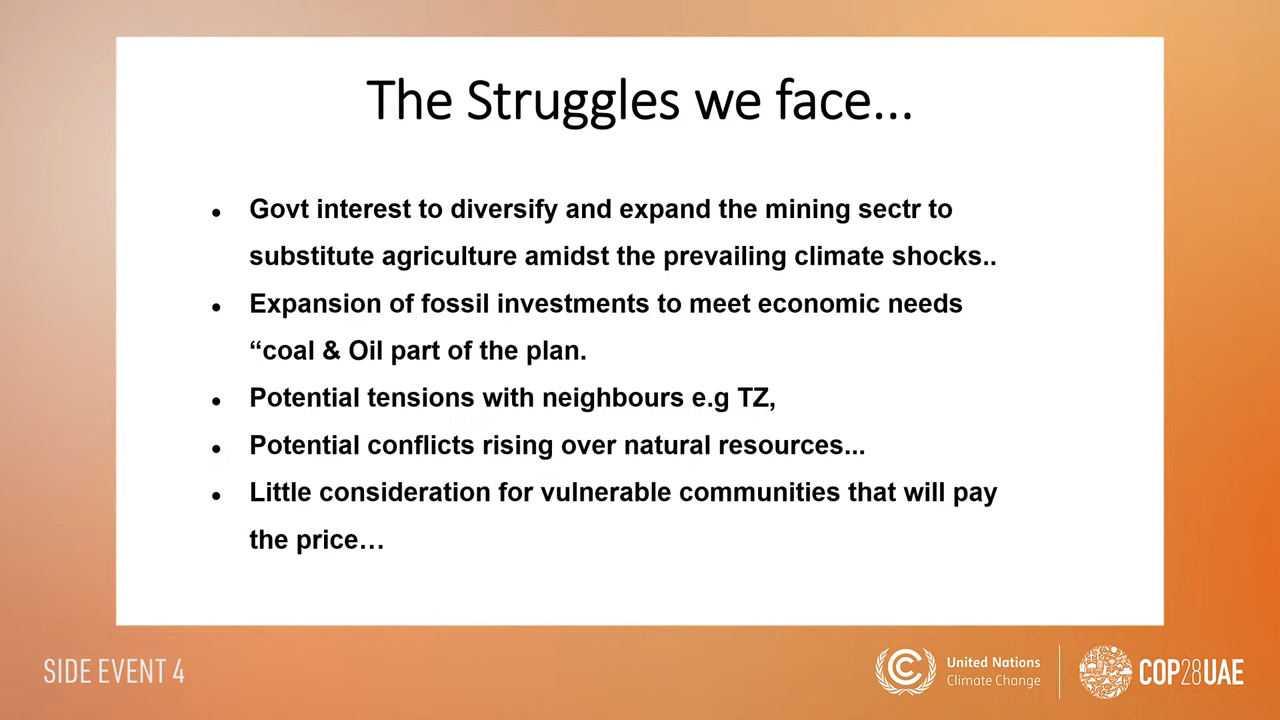 The Struggles we face...
• Govt interest to diversify and expand the mining sectr to
substitute agriculture amidst the prevailing climate shocks..
• Expansion of fossil investments to meet economic needs
“coal & Oil part of the plan.
• Potential tensions with neighbours e.g TZ,
• Potential conflicts rising over natural resources...
• Little consideration for vulnerable communities that will pay
the price…
SIDE EVENT 4
United Nations
Climate Change
COP28UAE